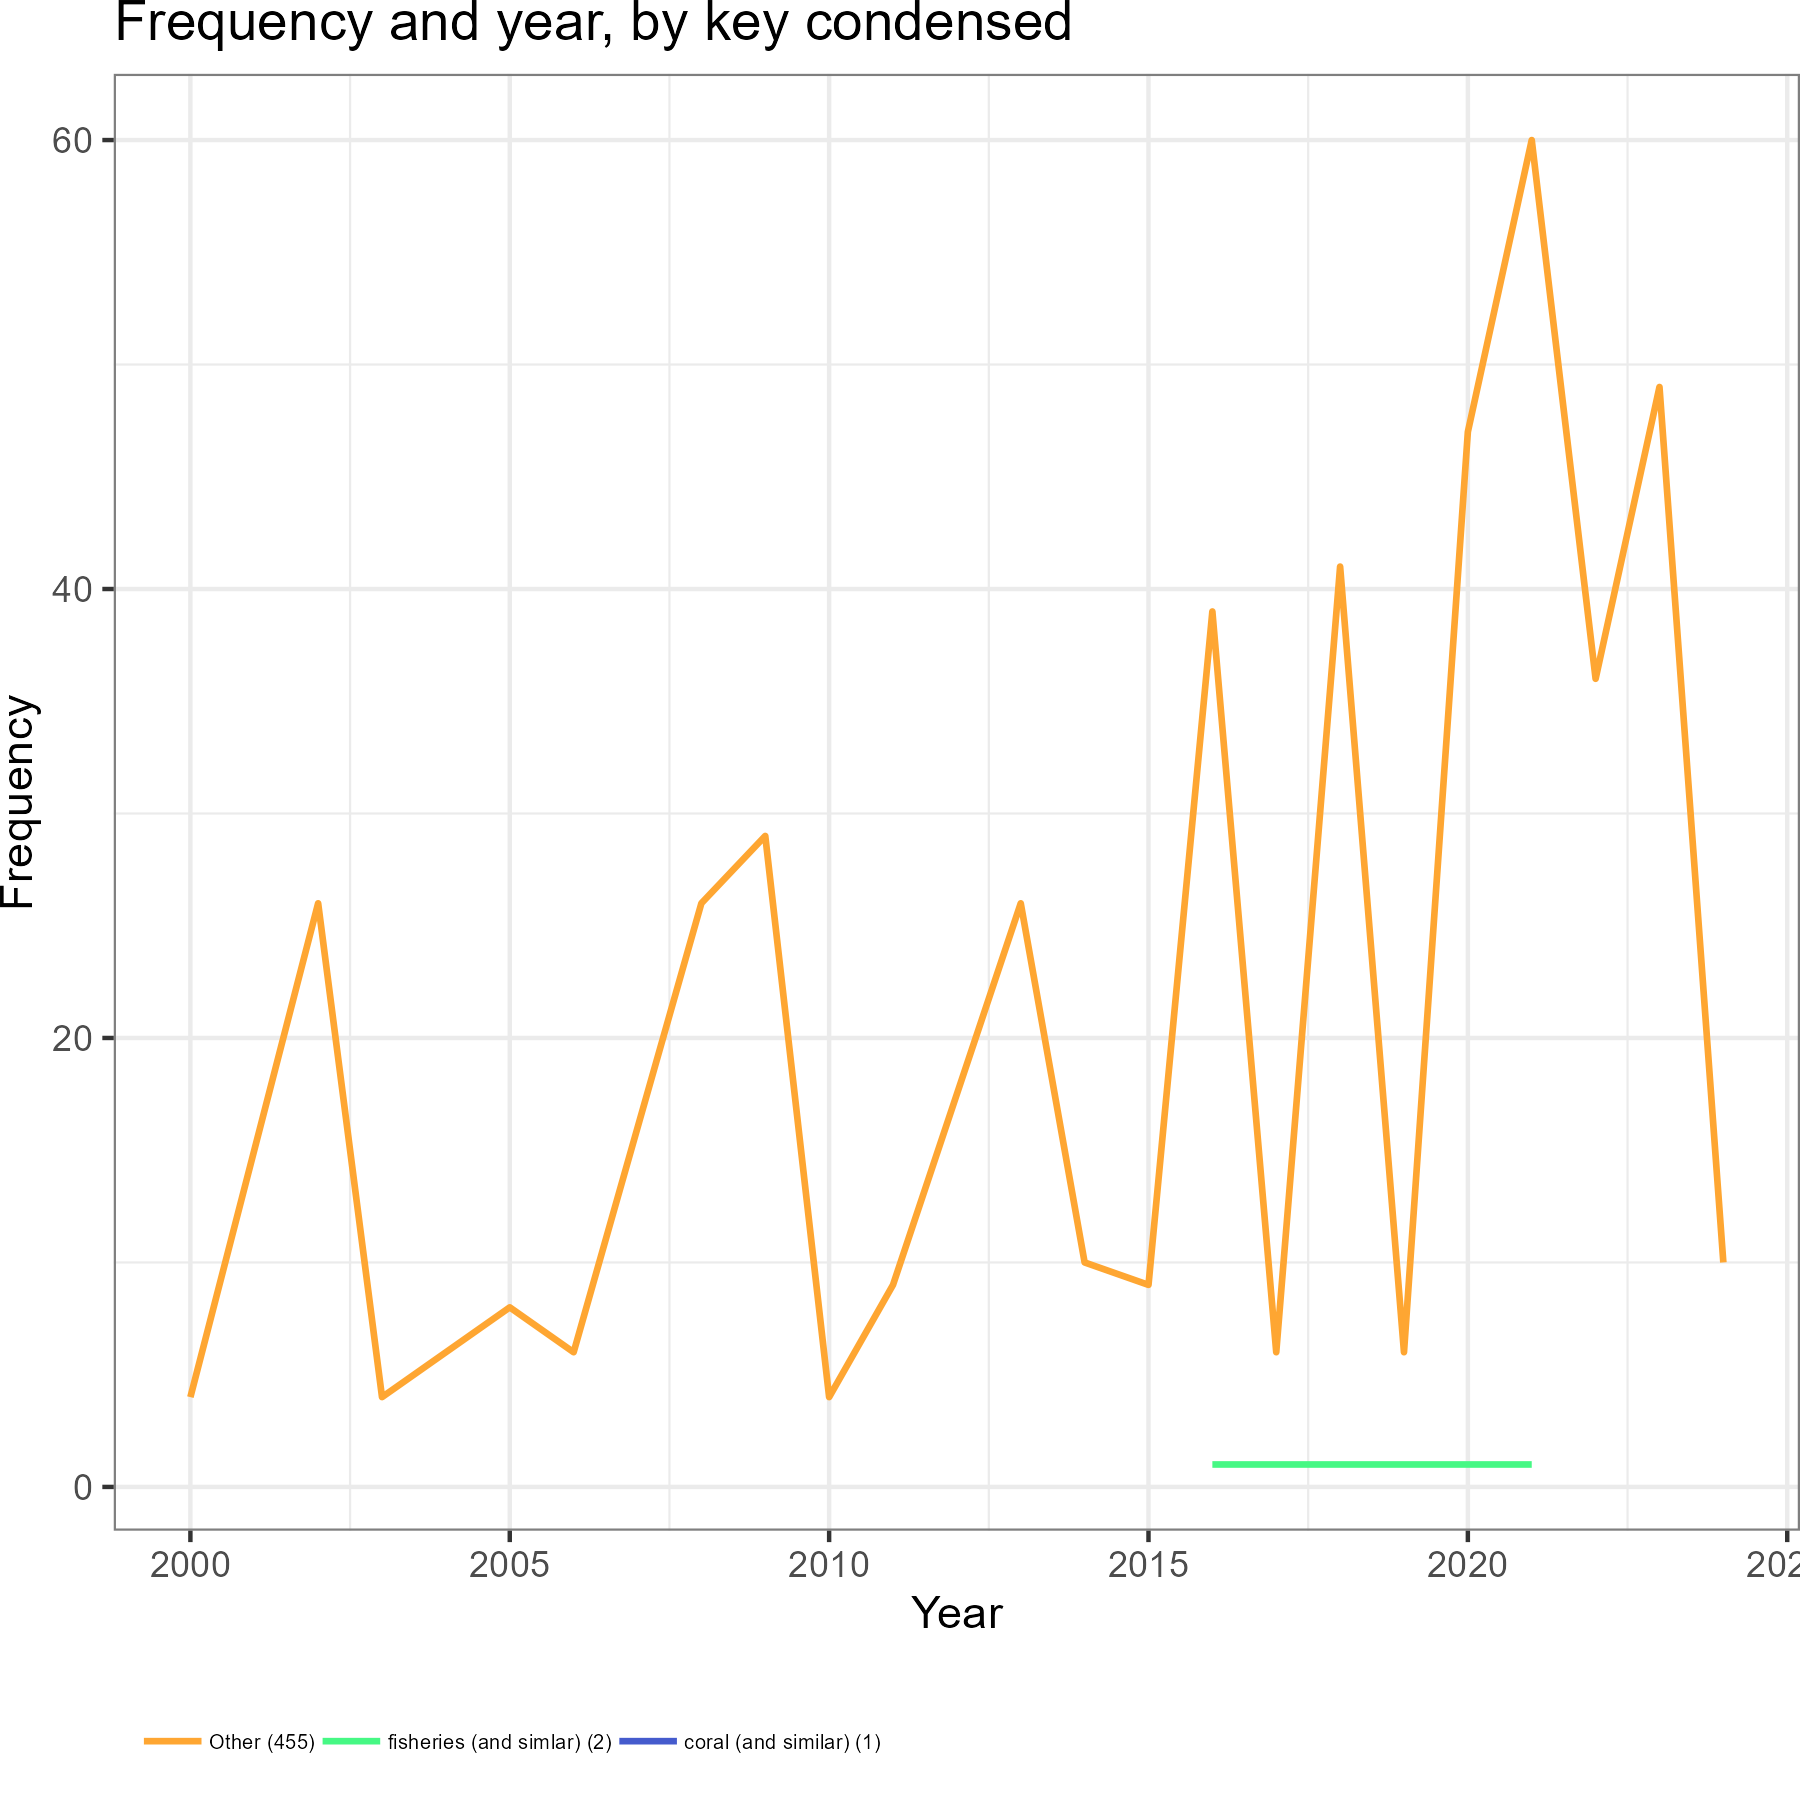 Frequency and year, by key condensed
60
40
20
0
Frequency
2000 2005 2010 2015 2020 202
Year
Other (455) fisheries (and simlar) (2) coral (and similar) (1)